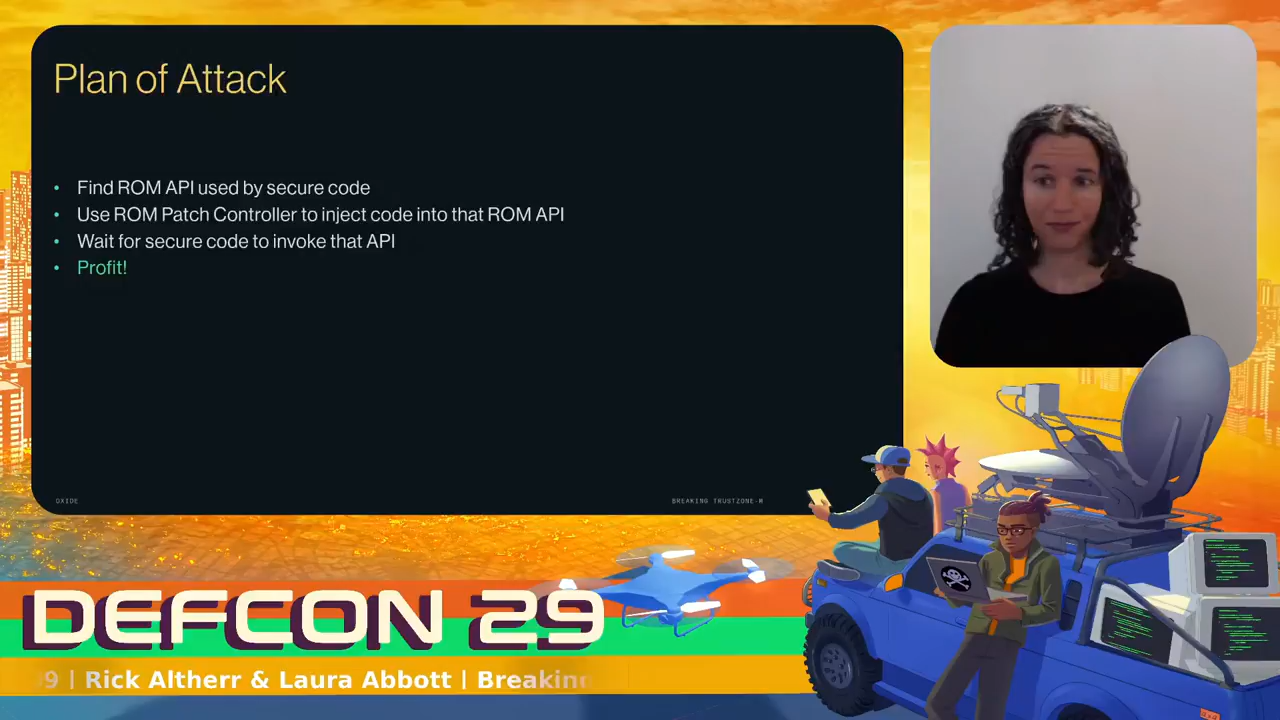 Plan of Attack
• Find ROM API used by secure code
• Use ROM Patch Controller to inject code into that ROM API
• Wait for secure code to invoke that API
• Profit!
OXIDE
BREAKING TRUSTZONE-M
DEFCON 29
9 | Rick Altherr & Laura Abbott | Breakin